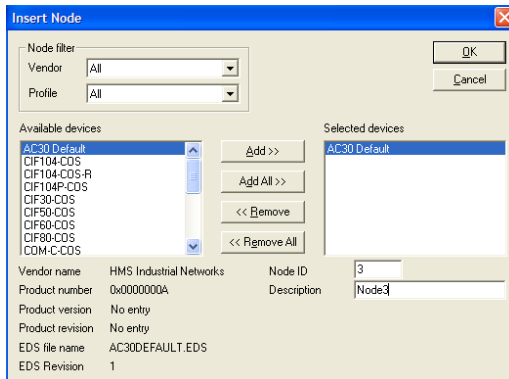 Insert Node
Node filter
Vendor All
Profile All
OK
Cancel
Available devices
AC30 Default
CIF104-COS
CIF104-COS-R
CIF104P-COS
CIF30-COS
CIF50-COS
CIF60-COS
CIF80-COS
COM-C-COS
Add >>
Add All >>
<< Remove
<< Remove All
Selected devices
AC30 Default
Vendor name HMS Industrial Networks
Product number 0x0000000A
Product version No entry
Product revision No entry
EDS file name AC30DEFAULT.EDS
EDS Revision 1
Node ID 3
Description Node3